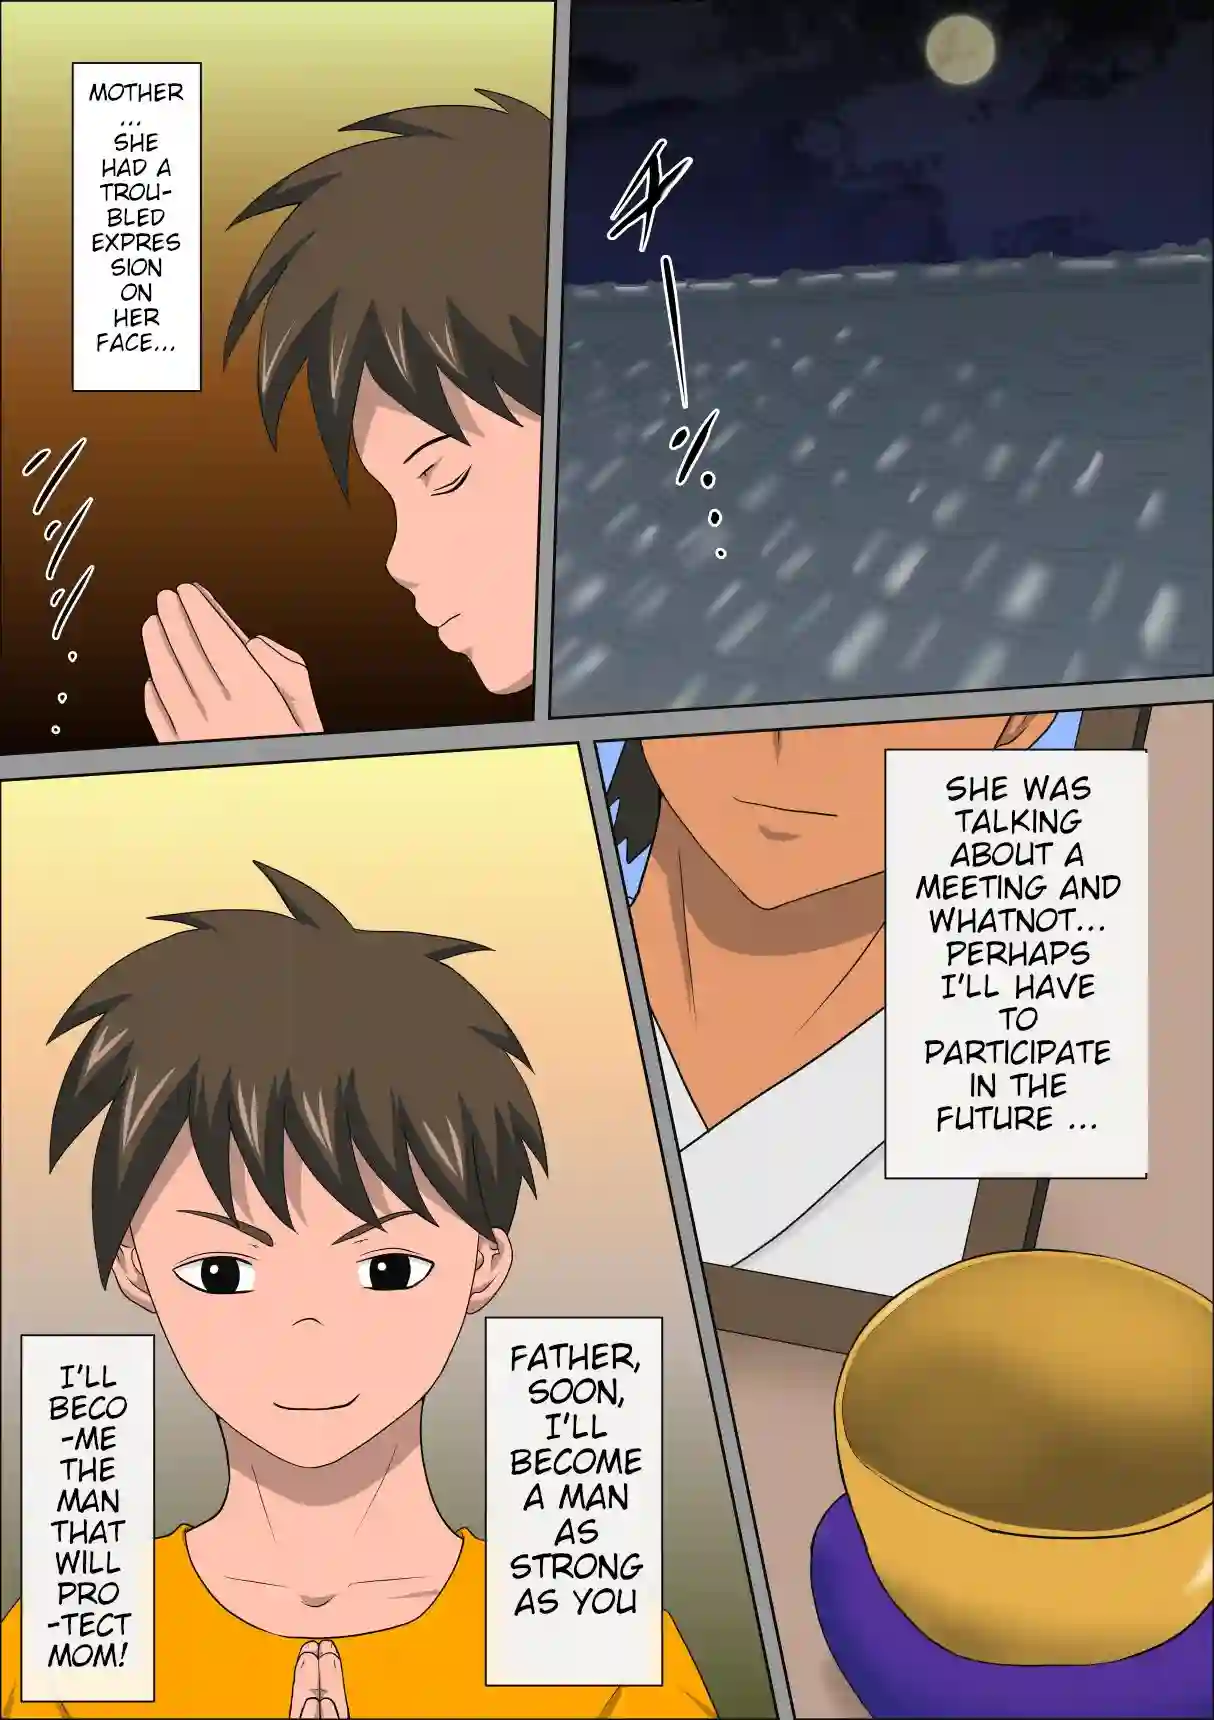 MOTHER
...
SHE
HAD A
TROU-
BLED
EXPRES
SION
ON
HER
FACE...
SHE WAS
TALKING
ABOUT A
MEETING AND
WHATNOT...
PERHAPS
I'LL HAVE
TO
PARTICIPATE
IN THE
FUTURE ...
FATHER,
SOON,
I'LL
BECOME
A MAN
AS
STRONG
AS YOU
I'LL
BECO
-ME
THE
MAN
THAT
WILL
PRO
-TECT
MOM!